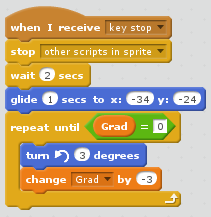 when I receive key stop
stop other scripts in sprite
wait 2 secs
glide 1 secs to x: -34 y: -24
repeat until Grad = 0
turn 3 degrees
change Grad by -3